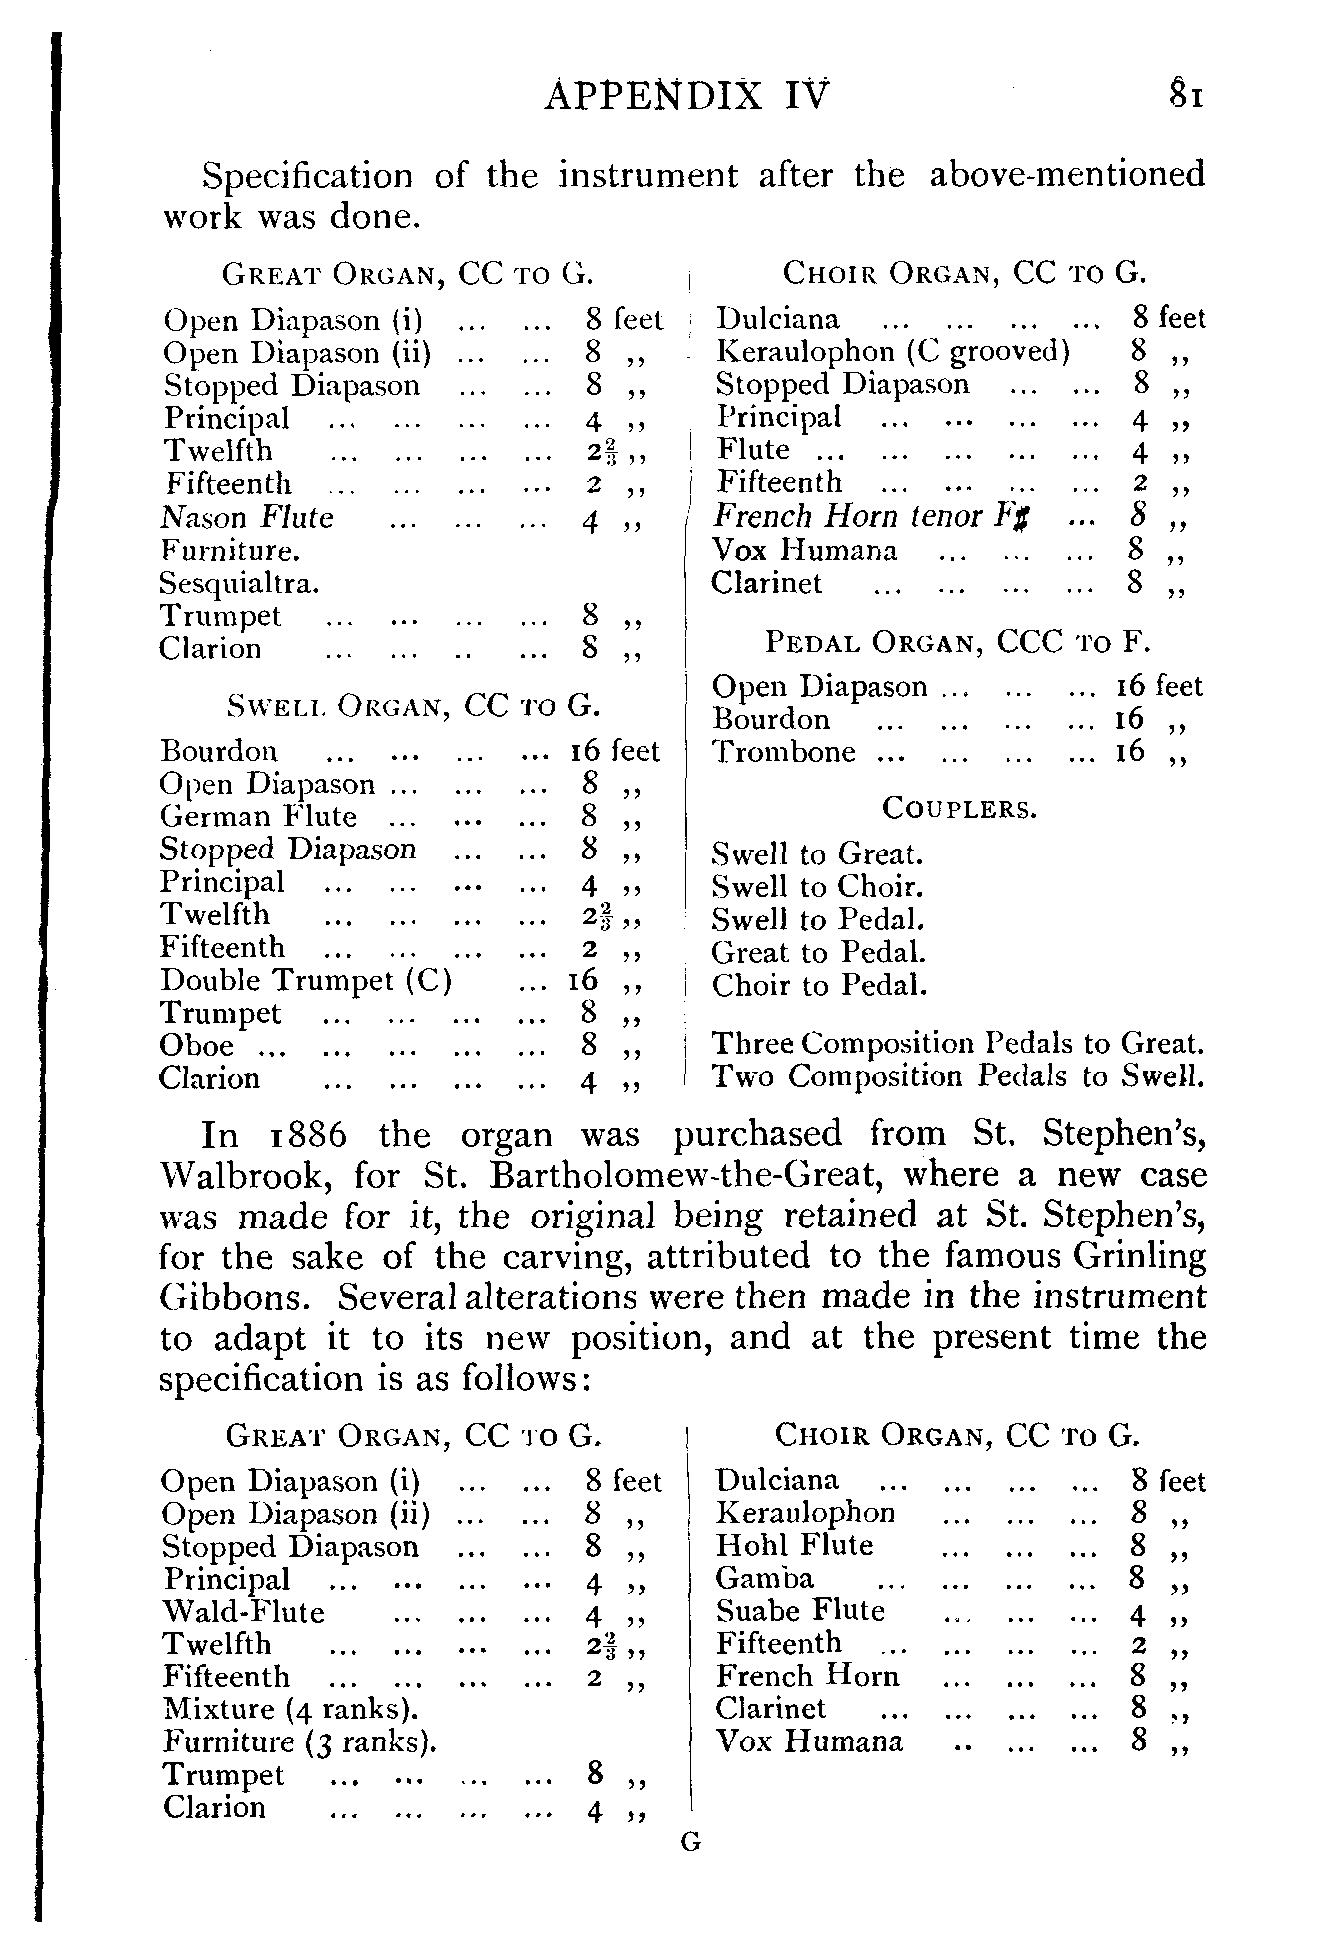 APPENDIX IV 81
Specification of the instrument after the above-mentioned
work was done.
GREAT ORGAN, CC TO G.
Open Diapason (i) ... ... 8 feet
Open Diapason (ii) ... ... 8 ,,
Stopped Diapason ... ... 8 ,,
Principal ... ... ... ... 4 ,,
Twelfth ... ... ... ... 2⅔ ,,
Fifteenth ... ... ... ... 2 ,,
Nason Flute ... ... ... 4 ,,
Furniture.
Sesquialtra.
Trumpet ... ... ... ... 8 ,,
Clarion ... ... .. ... 8 ,,
SWELL ORGAN, CC TO G.
Bourdon ... ... ... ... 16 feet
Open Diapason ... ... ... 8 ,,
German Flute ... ... ... 8 ,,
Stopped Diapason ... ... 8 ,,
Principal ... ... ... ... 4 ,,
Twelfth ... ... ... ... 2⅔ ,,
Fifteenth ... ... ... ... 2 ,,
Double Trumpet (C) ... 16 ,,
Trumpet ... ... ... ... 8 ,,
Oboe ... ... ... ... ... 8 ,,
Clarion ... ... ... ... 4 ,,
CHOIR ORGAN, CC TO G.
Dulciana ... ... ... ... 8 feet
Keraulophon (C grooved) 8 ,,
Stopped Diapason ... ... 8 ,,
Principal ... ... ... ... 4 ,,
Flute ... ... ... ... ... 4 ,,
Fifteenth ... ... ... ... 2 ,,
French Horn tenor F♯ ... 8 ,,
Vox Humana ... ... ... 8 ,,
Clarinet ... ... ... ... 8 ,,
PEDAL ORGAN, CCC TO F.
Open Diapason ... ... ... 16 feet
Bourdon ... ... ... ... 16 ,,
Trombone ... ... ... ... 16 ,,
COUPLERS.
Swell to Great.
Swell to Choir.
Swell to Pedal.
Great to Pedal.
Choir to Pedal.
Three Composition Pedals to Great.
Two Composition Pedals to Swell.
In 1886 the organ was purchased from St. Stephen's,
Walbrook, for St. Bartholomew-the-Great, where a new case
was made for it, the original being retained at St. Stephen's,
for the sake of the carving, attributed to the famous Grinling
Gibbons. Several alterations were then made in the instrument
to adapt it to its new position, and at the present time the
specification is as follows:
GREAT ORGAN, CC TO G.
Open Diapason (i) ... ... 8 feet
Open Diapason (ii) ... ... 8 ,,
Stopped Diapason ... ... 8 ,,
Principal ... ... ... ... 4 ,,
Wald-Flute ... ... ... 4 ,,
Twelfth ... ... ... ... 2⅔ ,,
Fifteenth ... ... ... ... 2 ,,
Mixture (4 ranks).
Furniture (3 ranks).
Trumpet ... ... ... ... 8 ,,
Clarion ... ... ... ... 4 ,,
CHOIR ORGAN, CC TO G.
Dulciana ... ... ... ... 8 feet
Keraulophon ... ... ... 8 ,,
Hohl Flute ... ... ... 8 ,,
Gamba ... ... ... ... 8 ,,
Suabe Flute ... ... ... 4 ,,
Fifteenth ... ... ... ... 2 ,,
French Horn ... ... ... 8 ,,
Clarinet ... ... ... ... 8 ,,
Vox Humana .. ... ... 8 ,,
G